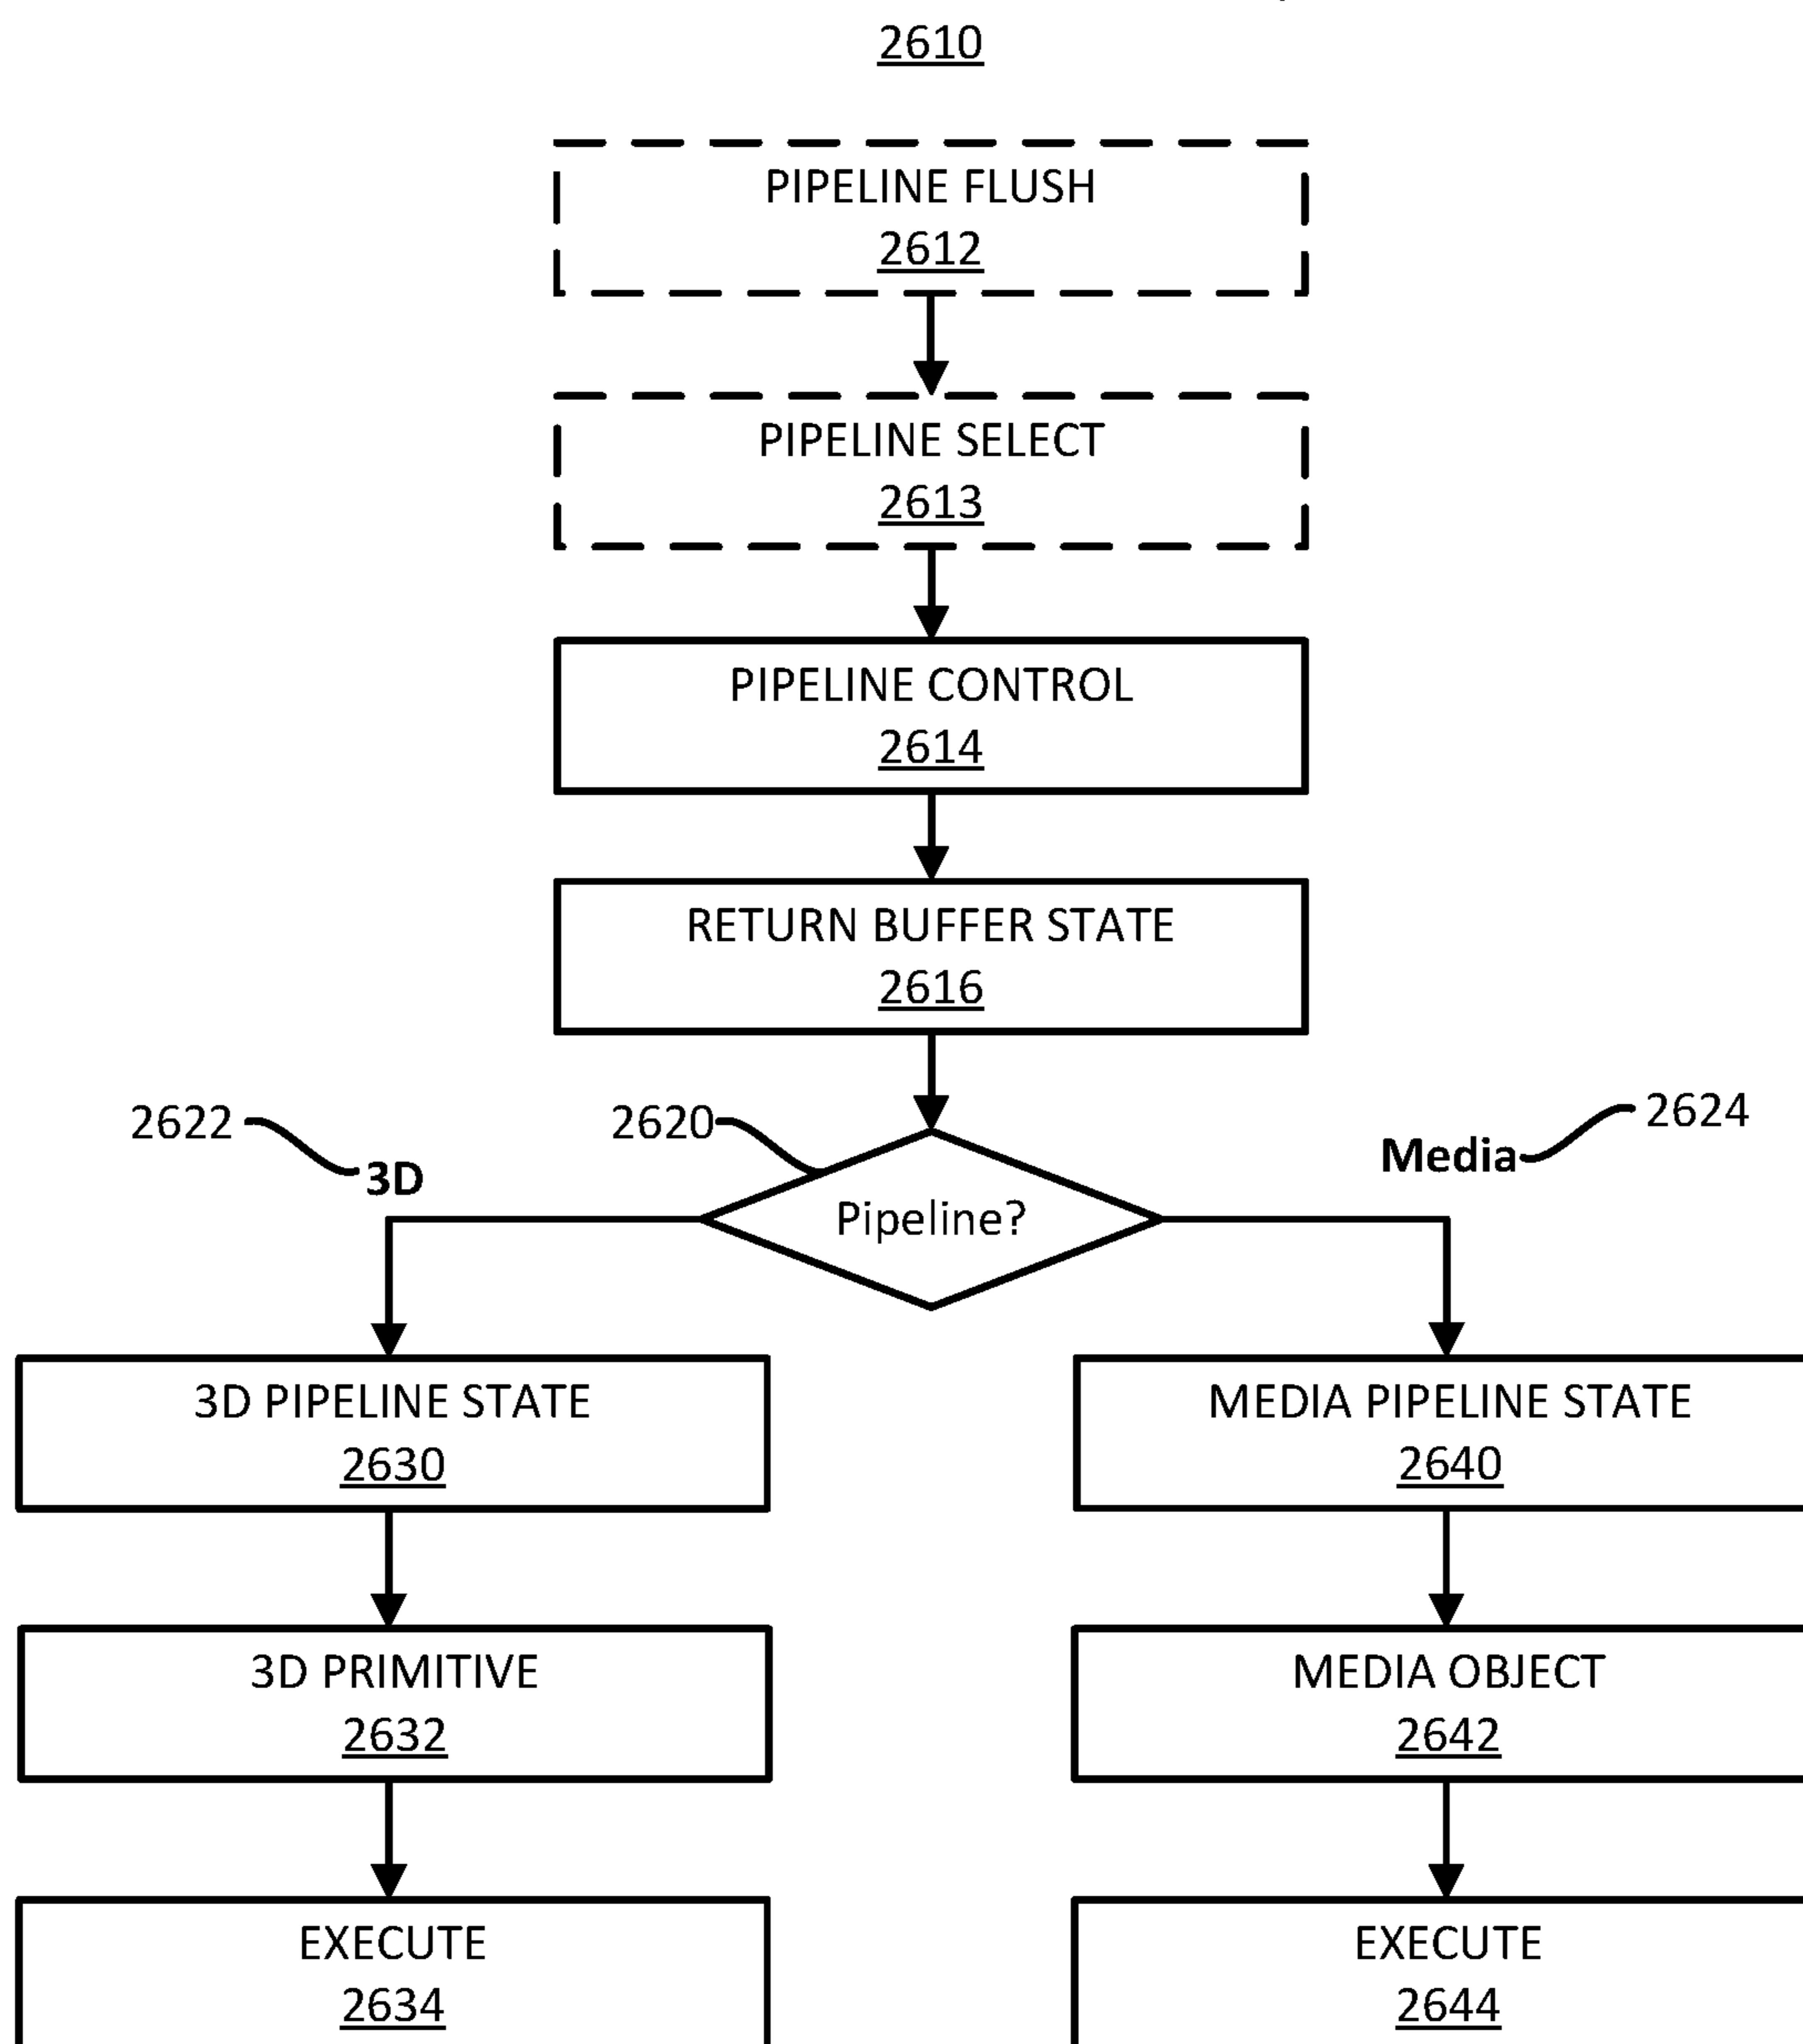 2610
PIPELINE FLUSH
2612
PIPELINE SELECT
2613
PIPELINE CONTROL
2614
RETURN BUFFER STATE
2616
2622
3D
2620
Pipeline?
Media
2624
3D PIPELINE STATE
2630
MEDIA PIPELINE STATE
2640
3D PRIMITIVE
2632
MEDIA OBJECT
2642
EXECUTE
2634
EXECUTE
2644